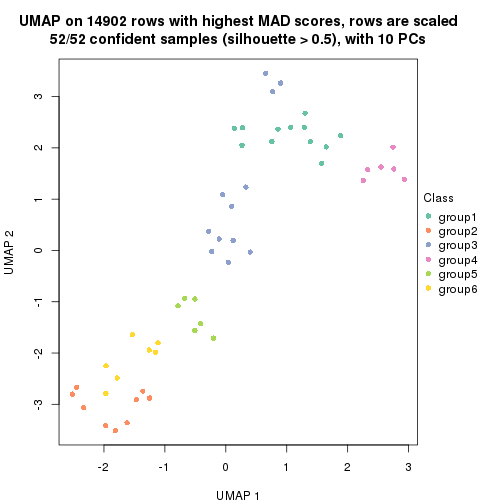 UMAP on 14902 rows with highest MAD scores, rows are scaled
52/52 confident samples (silhouette > 0.5), with 10 PCs
3
2
1
0
-1
-2
-3
UMAP 2
-2
-1
0
1
2
3
UMAP 1
Class
group1
group2
group3
group4
group5
group6